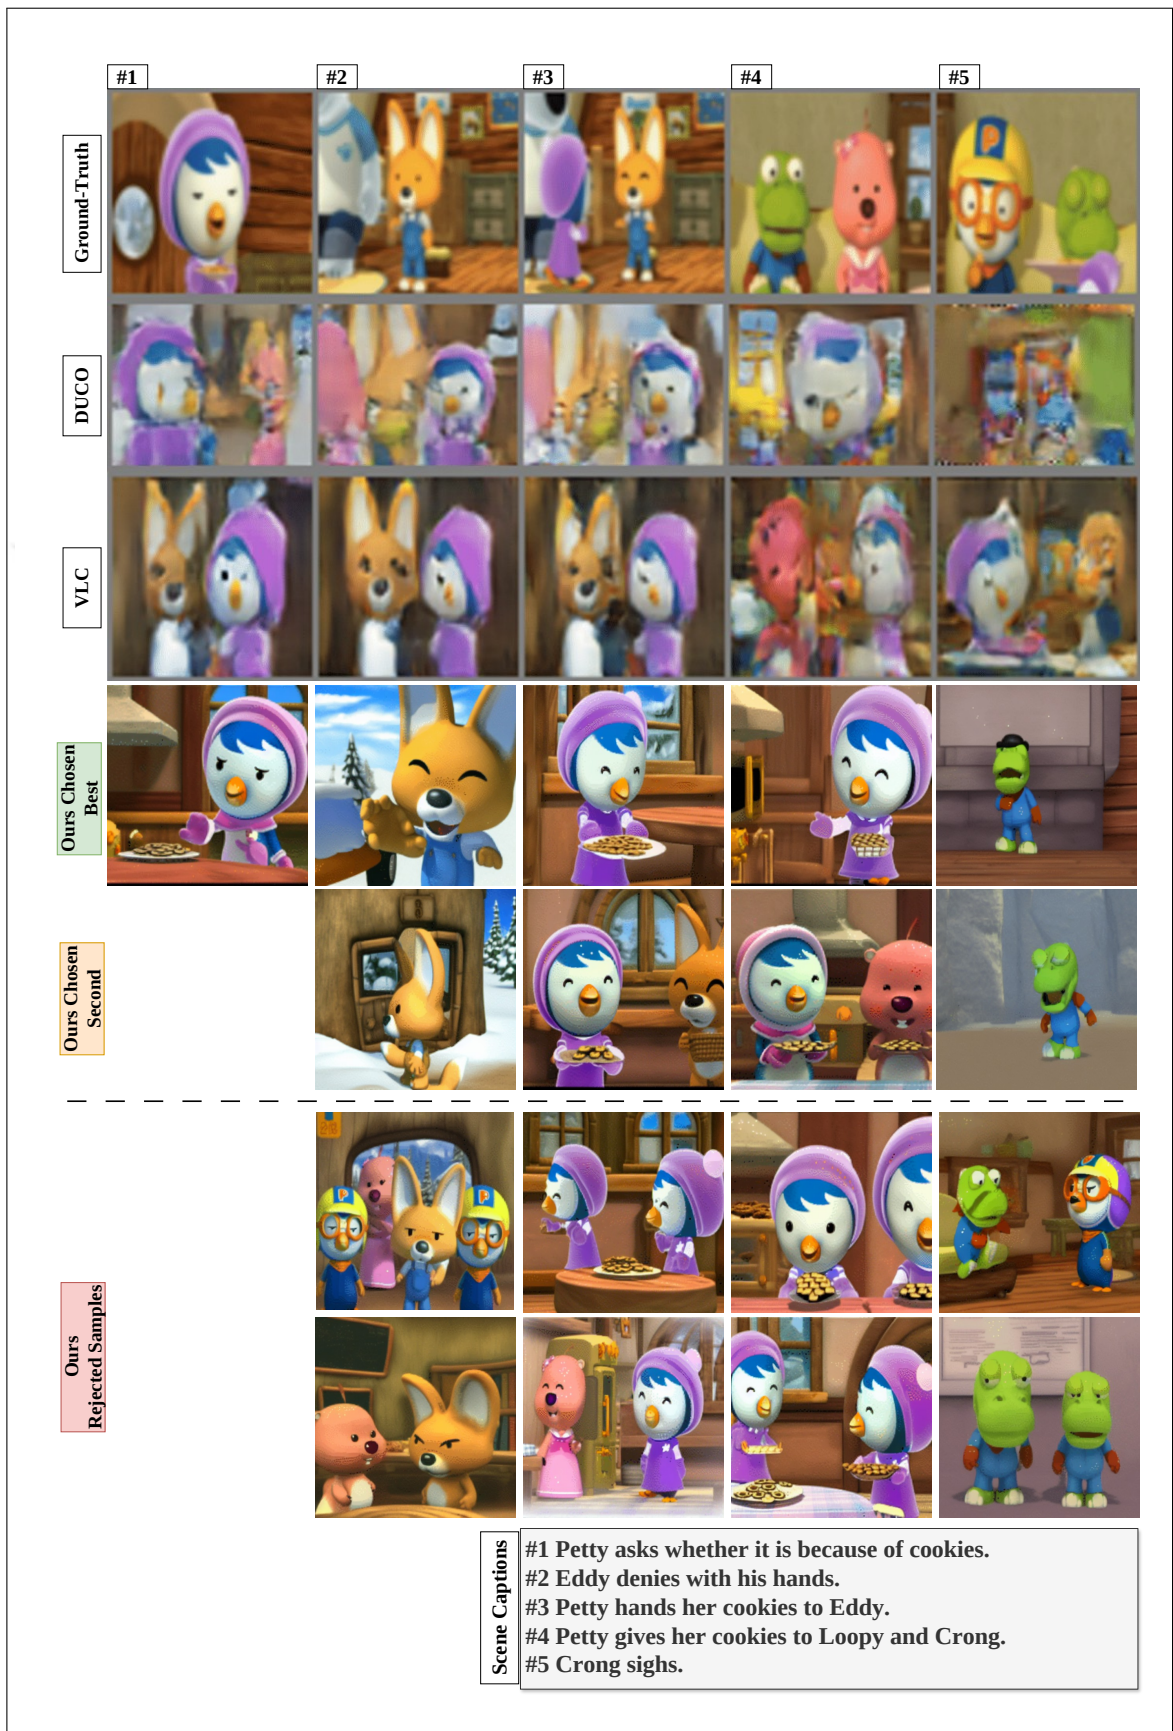 #1
#2
#3
#4
#5
Ground-Truth
DUCO
VLC
Ours Chosen
Best
Ours Chosen
Second
Ours
Rejected Samples
Scene Captions
#1 Petty asks whether it is because of cookies.
#2 Eddy denies with his hands.
#3 Petty hands her cookies to Eddy.
#4 Petty gives her cookies to Loopy and Crong.
#5 Crong sighs.